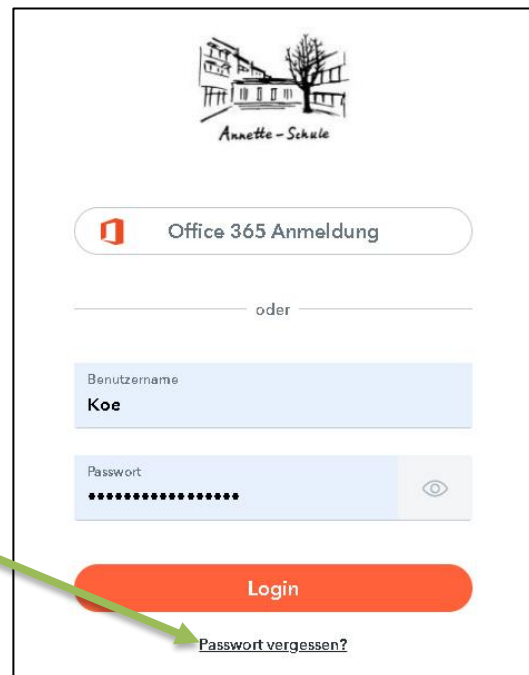 Annette-Schule
Office 365 Anmeldung
oder
Benutzername
Koe
Passwort
•••••••••••••••••
Login
Passwort vergessen?